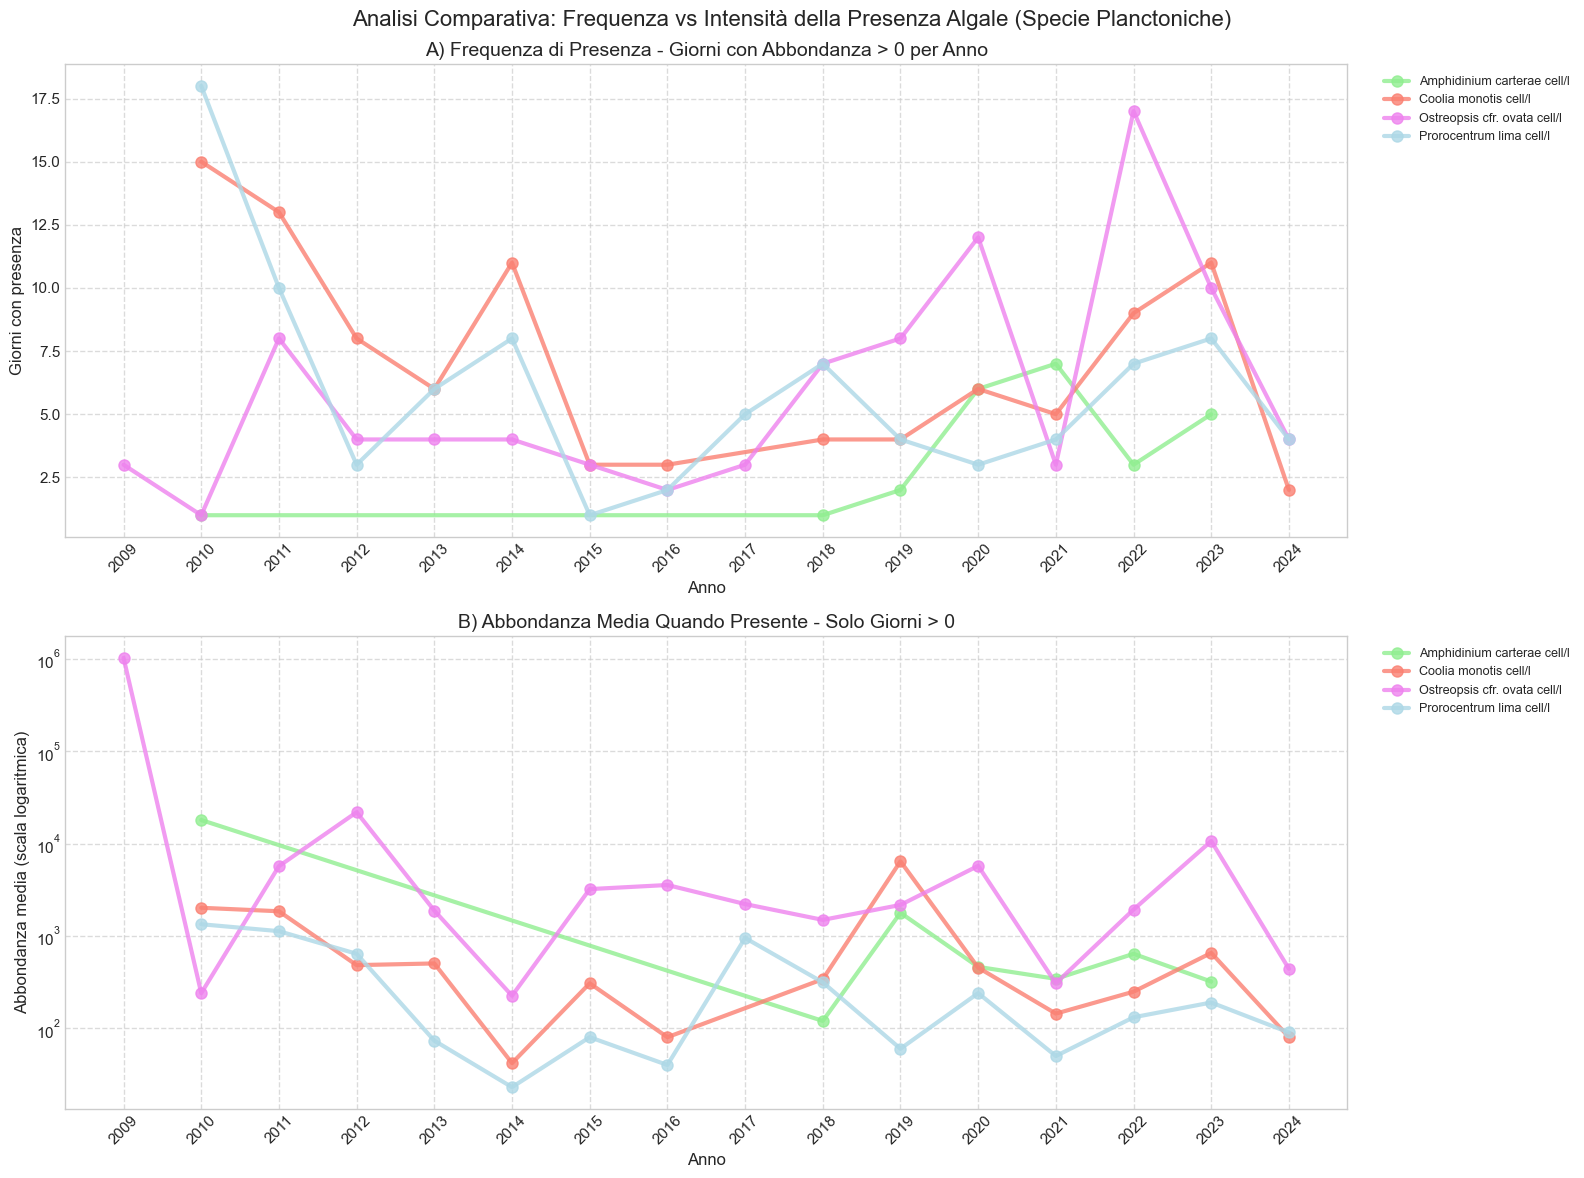 Analisi Comparativa: Frequenza vs Intensità della Presenza Algale (Specie Planctoniche)
A) Frequenza di Presenza - Giorni con Abbondanza > 0 per Anno
Giorni con presenza
17.5
15.0
12.5
10.0
7.5
5.0
2.5
2009
2010
2011
2012
2013
2014
2015
2016
2017
2018
2019
2020
2021
2022
2023
2024
Anno
Amphidinium carterae cell/l
Coolia monotis cell/l
Ostreopsis cfr. ovata cell/l
Prorocentrum lima cell/l
B) Abbondanza Media Quando Presente - Solo Giorni > 0
Abbondanza media (scala logaritmica)
10^6
10^5
10^4
10^3
10^2
2009
2010
2011
2012
2013
2014
2015
2016
2017
2018
2019
2020
2021
2022
2023
2024
Anno
Amphidinium carterae cell/l
Coolia monotis cell/l
Ostreopsis cfr. ovata cell/l
Prorocentrum lima cell/l